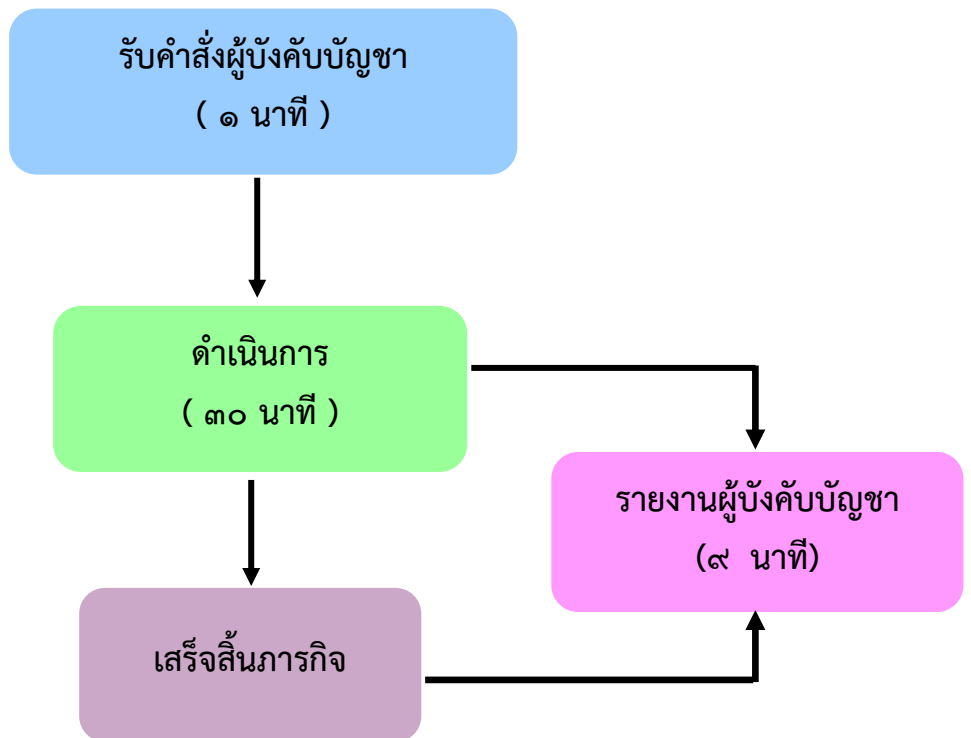 รับคำสั่งผู้บังคับบัญชา
( ๑ นาที )
ดำเนินการ
( ๓๐ นาที )
รายงานผู้บังคับบัญชา
(๙ นาที)
เสร็จสิ้นภารกิจ